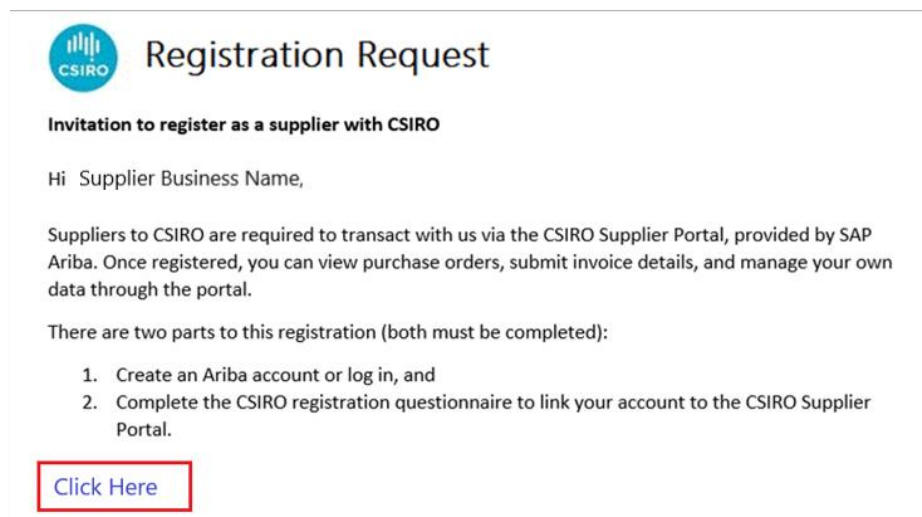 CSIRO
Registration Request
Invitation to register as a supplier with CSIRO
Hi Supplier Business Name,
Suppliers to CSIRO are required to transact with us via the CSIRO Supplier Portal, provided by SAP
Ariba. Once registered, you can view purchase orders, submit invoice details, and manage your own
data through the portal.
There are two parts to this registration (both must be completed):
1. Create an Ariba account or log in, and
2. Complete the CSIRO registration questionnaire to link your account to the CSIRO Supplier
Portal.
Click Here